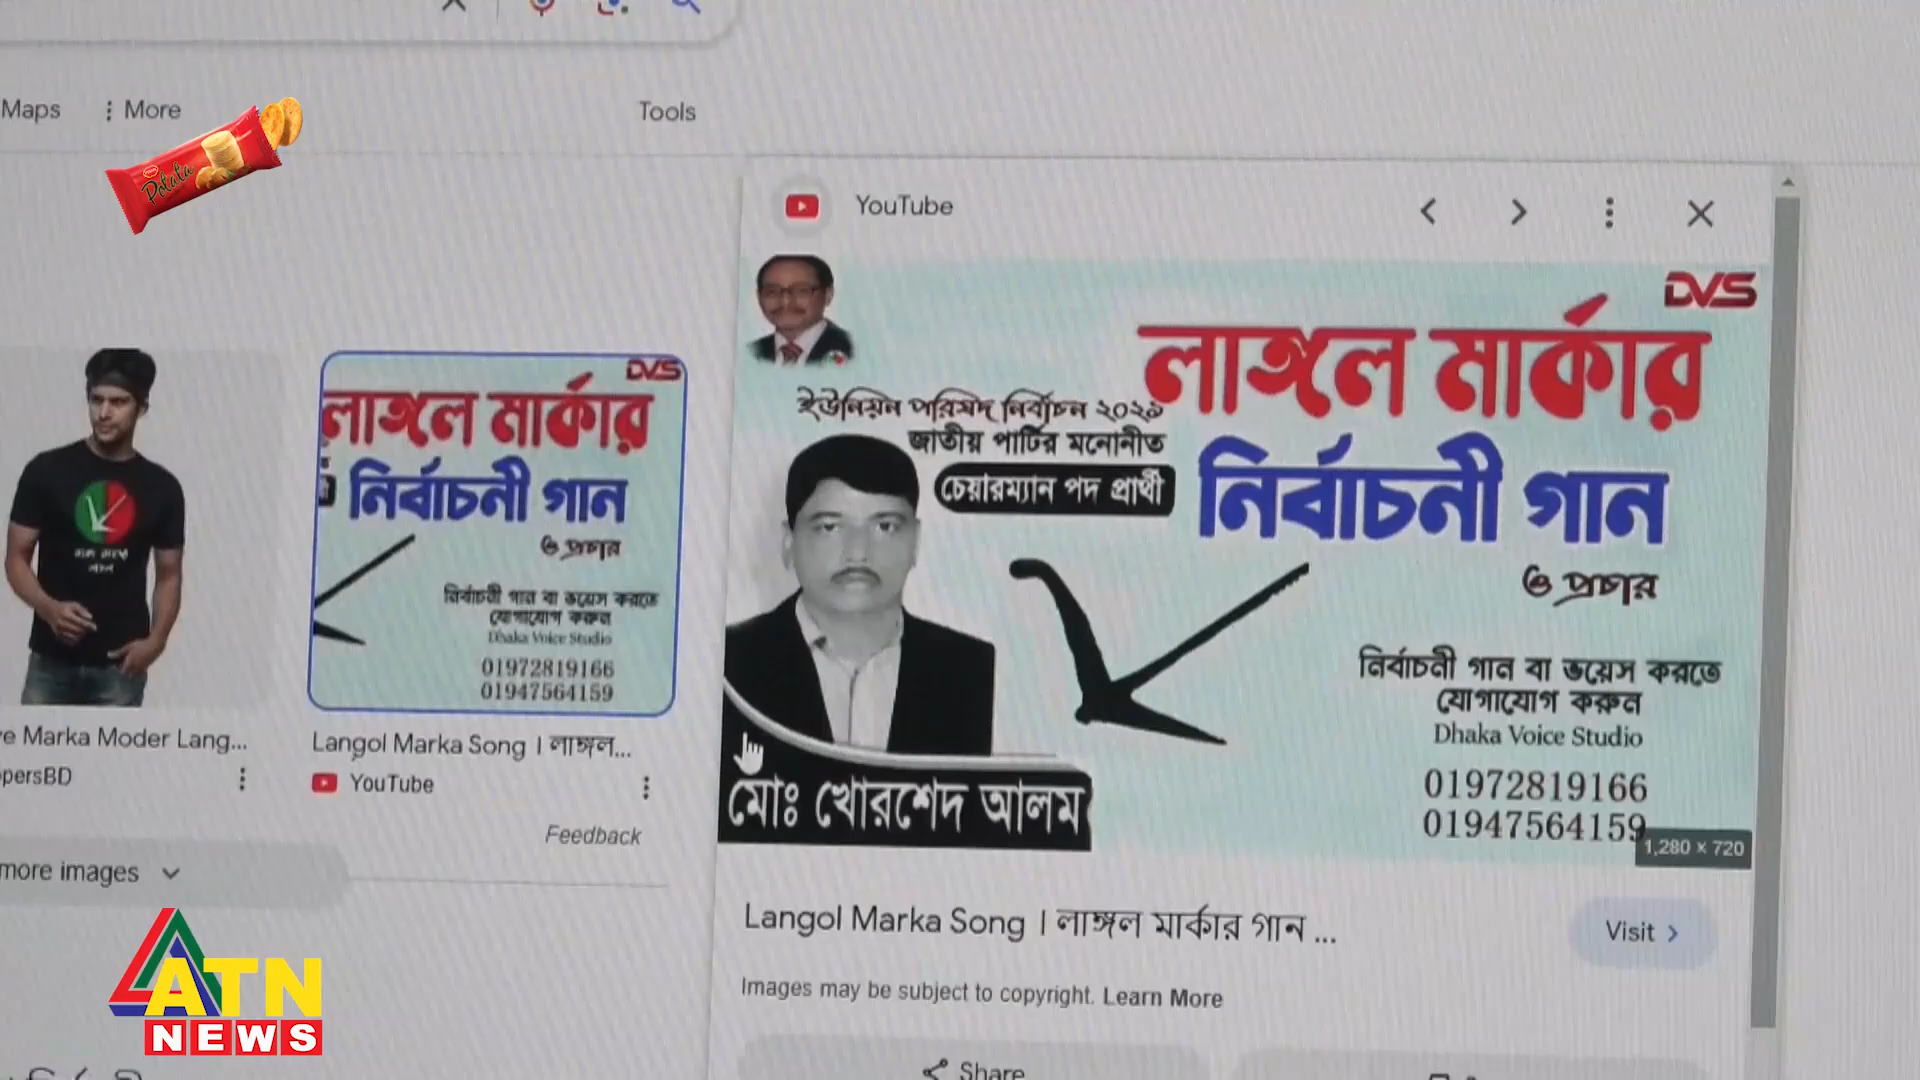 Maps
More
Tools
Potata
YouTube
DVS
লাঙ্গল মার্কার
ইউনিয়ন পরিষদ নির্বাচন ২০২১
জাতীয় পার্টির মনোনীত
চেয়ারম্যান পদ প্রার্থী
নির্বাচনী গান
ও প্রচার
নির্বাচনী গান বা ভয়েস করতে
যোগাযোগ করুন
Dhaka Voice Studio
01972819166
01947564159
মোঃ খোরশেদ আলম
1,280 × 720
Langol Marka Song । লাঙ্গল মার্কার গান ...
Visit
Images may be subject to copyright. Learn More
Share
DVS
লাঙ্গল মার্কার
নির্বাচনী গান
ও প্রচার
নির্বাচনী গান বা ভয়েস করতে
যোগাযোগ করুন
Dhaka Voice Studio
01972819166
01947564159
Marka Moder Lang...
persBD
Langol Marka Song । লাঙ্গল...
YouTube
Feedback
more images
ATN
NEWS